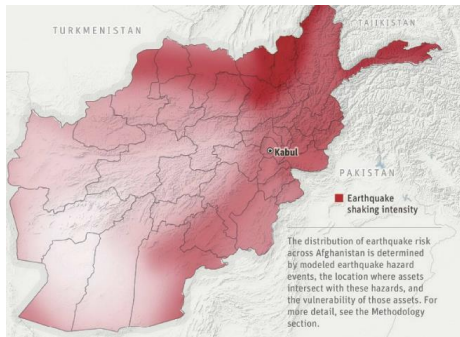 TURKMENISTAN
TAJIKISTAN
Kabul
PAKISTAN
Earthquake
shaking intensity
The distribution of earthquake risk
across Afghanistan is determined
by modeled earthquake hazard
events, the location where assets
intersect with these hazards, and
the vulnerability of those assets. For
more detail, see the Methodology
section.